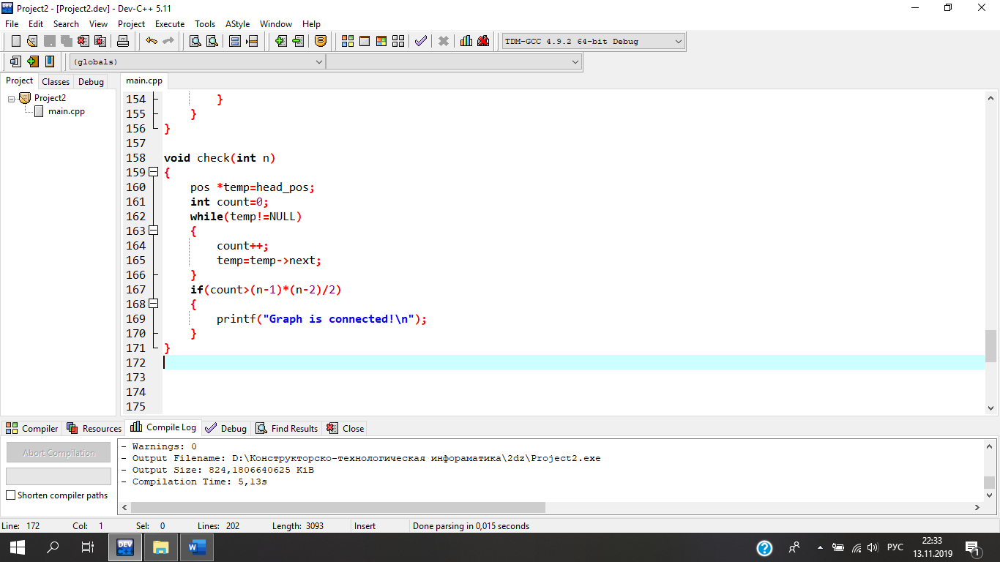 Project2 - [Project2.dev] - Dev-C++ 5.11
File Edit Search View Project Execute Tools AStyle Window Help
TDM-GCC 4.9.2 64-bit Debug
(globals)
Project Classes Debug
main.cpp
Project2
main.cpp
154 }
155 }
156 }
157
158 void check(int n)
159 {
160 pos *temp=head_pos;
161 int count=0;
162 while(temp!=NULL)
163 {
164 count++;
165 temp=temp->next;
166 }
167 if(count>(n-1)*(n-2)/2)
168 {
169 printf("Graph is connected!\n");
170 }
171 }
172
173
174
175
Compiler Resources Compile Log Debug Find Results Close
Abort Compilation
Shorten compiler paths
- Warnings: 0
- Output Filename: D:\Конструкторско-технологическая инфораматика\2dz\Project2.exe
- Output Size: 824,1806640625 KiB
- Compilation Time: 5,13s
Line: 172 Col: 1 Sel: 0 Lines: 202 Length: 3093 Insert Done parsing in 0,015 seconds
DEV
РУС
22:33
13.11.2019
1